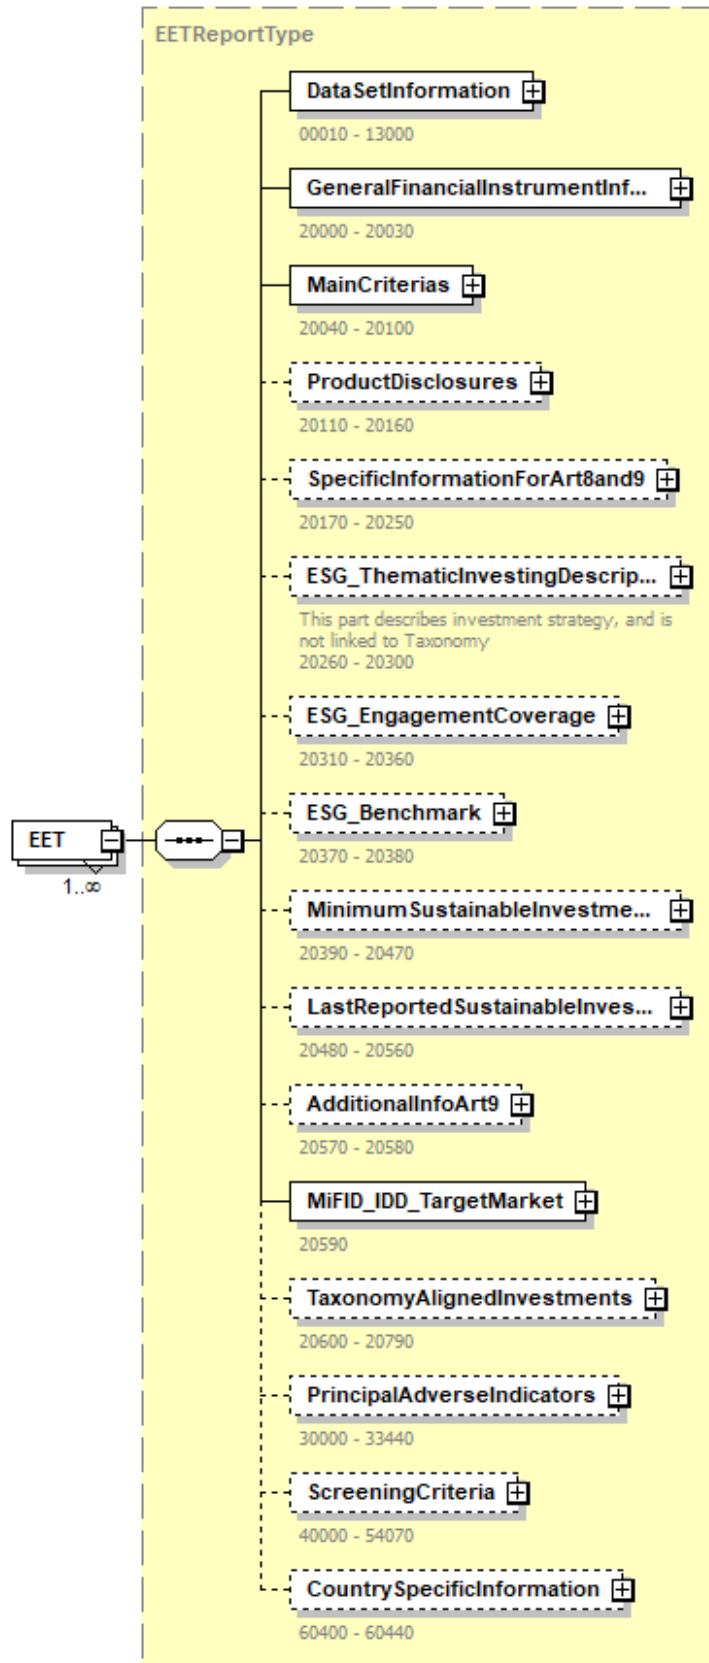 EETReportType
DataSetInformation
00010 - 13000
GeneralFinancialInstrumentInf...
20000 - 20030
MainCriterias
20040 - 20100
ProductDisclosures
20110 - 20160
SpecificInformationForArt8and9
20170 - 20250
ESG_ThematicInvestingDescrip...
This part describes investment strategy, and is
not linked to Taxonomy
20260 - 20300
ESG_EngagementCoverage
20310 - 20360
ESG_Benchmark
20370 - 20380
EET
1..∞
MinimumSustainableInvestme...
20390 - 20470
LastReportedSustainableInves...
20480 - 20560
AdditionalInfoArt9
20570 - 20580
MiFID_IDD_TargetMarket
20590
TaxonomyAlignedInvestments
20600 - 20790
PrincipalAdverseIndicators
30000 - 33440
ScreeningCriteria
40000 - 54070
CountrySpecificInformation
60400 - 60440